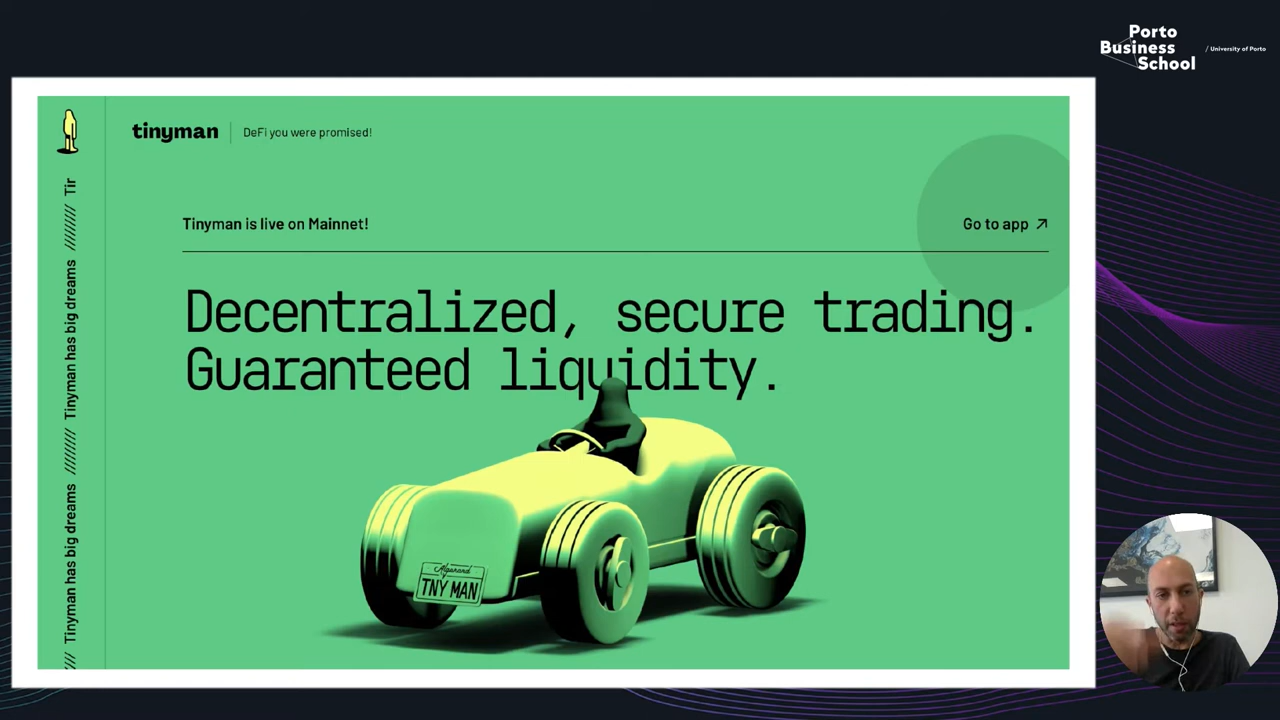 Porto
Business
School
/ University of Porto
tinyman
DeFi you were promised!
Tinyman is live on Mainnet!
Go to app ↗
Decentralized, secure trading.
Guaranteed liquidity.
Tir
//////////
Tinyman has big dreams
//////////
Tinyman has big dreams
///
Algorand
TNY MAN